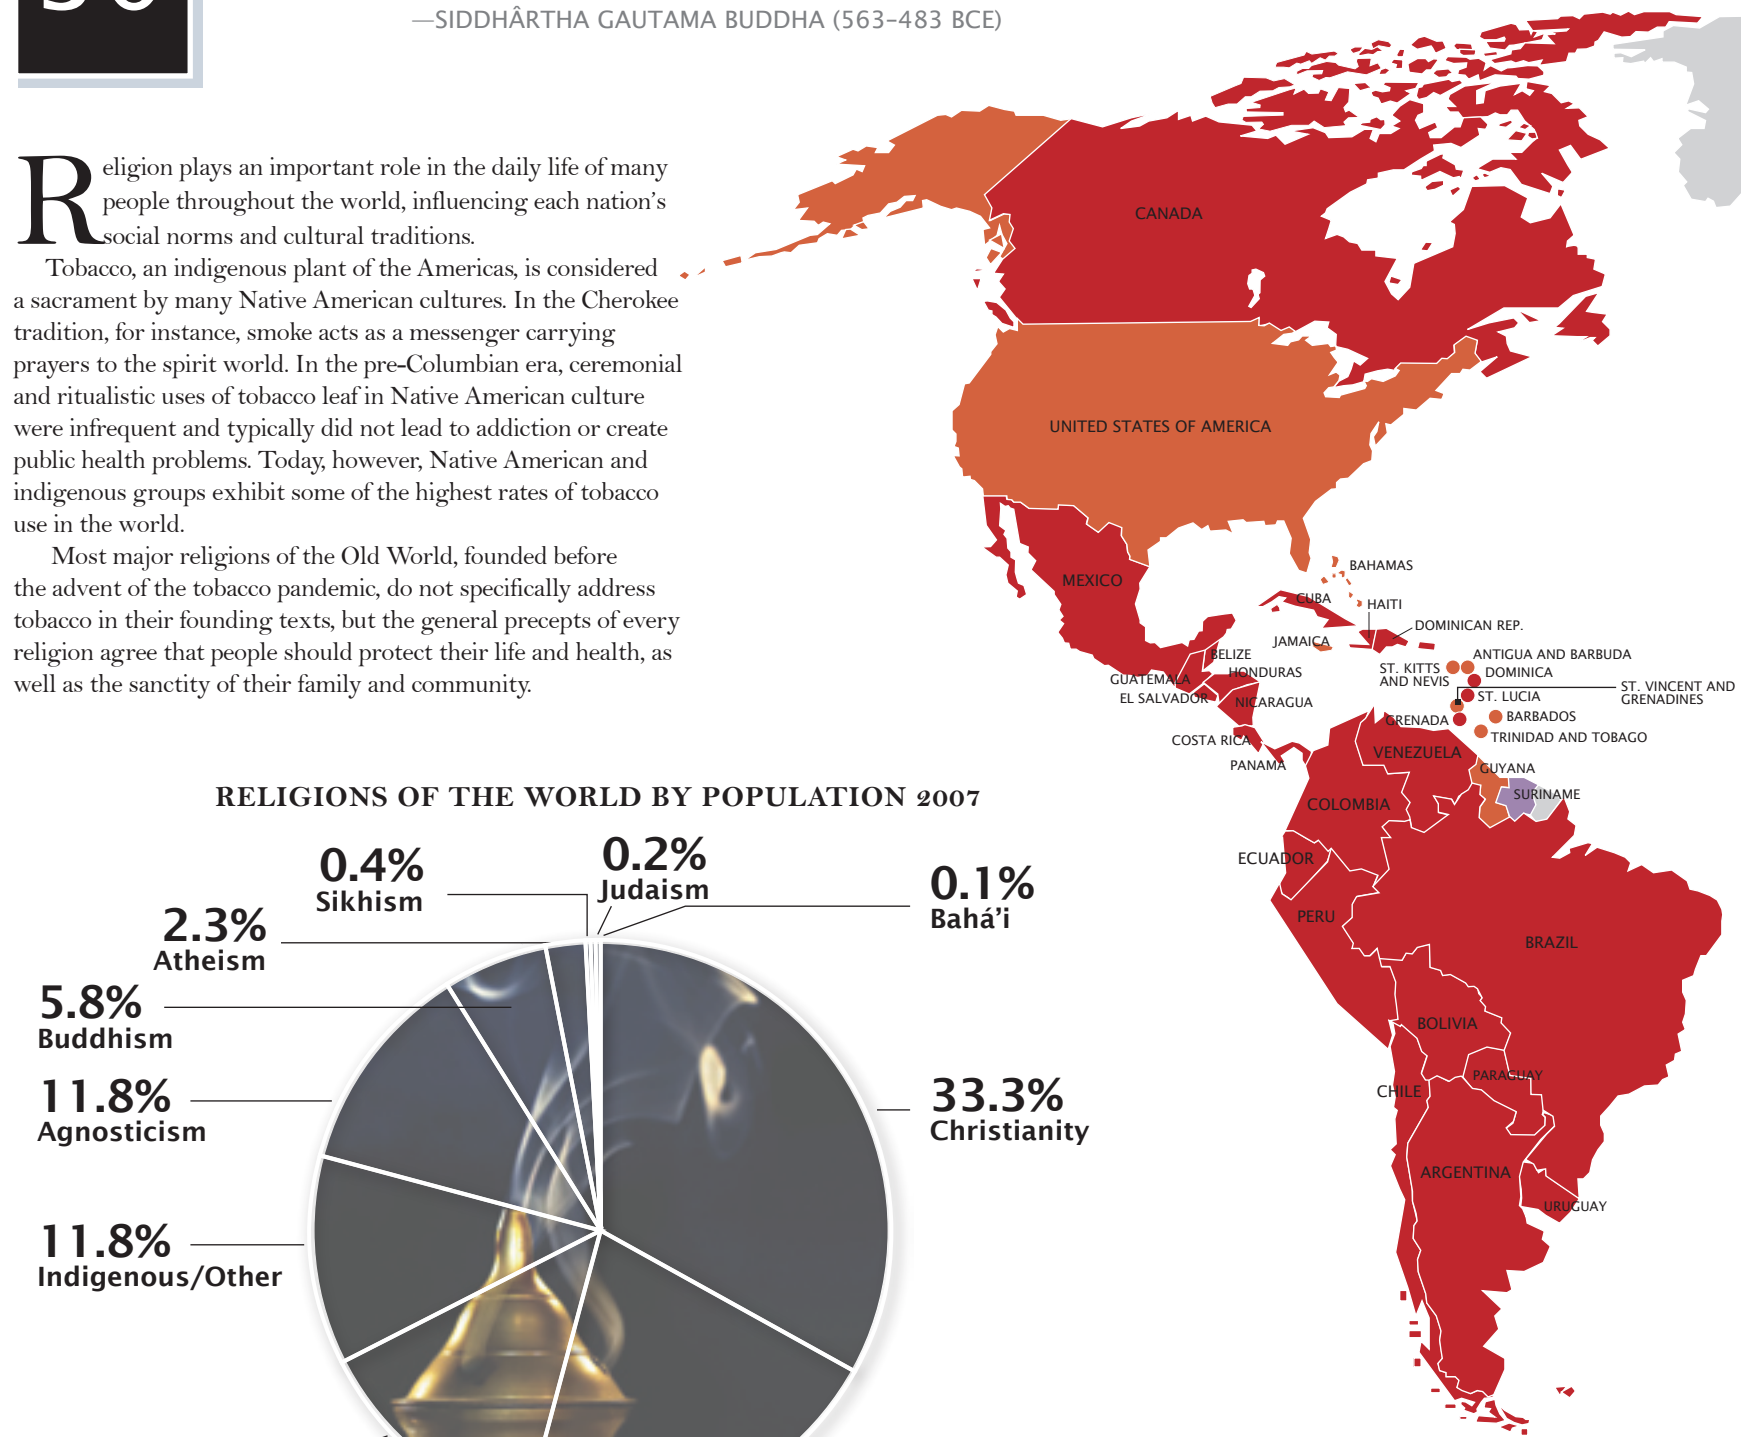 —SIDDHÂRTHA GAUTAMA BUDDHA (563–483 BCE)
Religion plays an important role in the daily life of many
people throughout the world, influencing each nation’s
social norms and cultural traditions.
Tobacco, an indigenous plant of the Americas, is considered
a sacrament by many Native American cultures. In the Cherokee
tradition, for instance, smoke acts as a messenger carrying
prayers to the spirit world. In the pre-Columbian era, ceremonial
and ritualistic uses of tobacco leaf in Native American culture
were infrequent and typically did not lead to addiction or create
public health problems. Today, however, Native American and
indigenous groups exhibit some of the highest rates of tobacco
use in the world.
Most major religions of the Old World, founded before
the advent of the tobacco pandemic, do not specifically address
tobacco in their founding texts, but the general precepts of every
religion agree that people should protect their life and health, as
well as the sanctity of their family and community.
RELIGIONS OF THE WORLD BY POPULATION 2007
0.4%
Sikhism
0.2%
Judaism
0.1%
Bahá’i
2.3%
Atheism
5.8%
Buddhism
11.8%
Agnosticism
33.3%
Christianity
11.8%
Indigenous/Other
CANADA
UNITED STATES OF AMERICA
MEXICO
BAHAMAS
CUBA
HAITI
DOMINICAN REP.
JAMAICA
BELIZE
ANTIGUA AND BARBUDA
ST. KITTS
AND NEVIS
DOMINICA
GUATEMALA
HONDURAS
EL SALVADOR
NICARAGUA
ST. LUCIA
ST. VINCENT AND
GRENADINES
GRENADA
BARBADOS
COSTA RICA
TRINIDAD AND TOBAGO
PANAMA
VENEZUELA
GUYANA
SURINAME
COLOMBIA
ECUADOR
PERU
BRAZIL
BOLIVIA
PARAGUAY
CHILE
ARGENTINA
URUGUAY